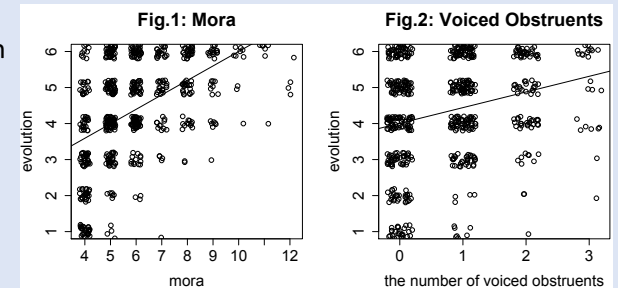 Fig.1: Mora
evolution
1 2 3 4 5 6
4 5 6 7 8 9 10 12
mora
Fig.2: Voiced Obstruents
evolution
1 2 3 4 5 6
0 1 2 3
the number of voiced obstruents